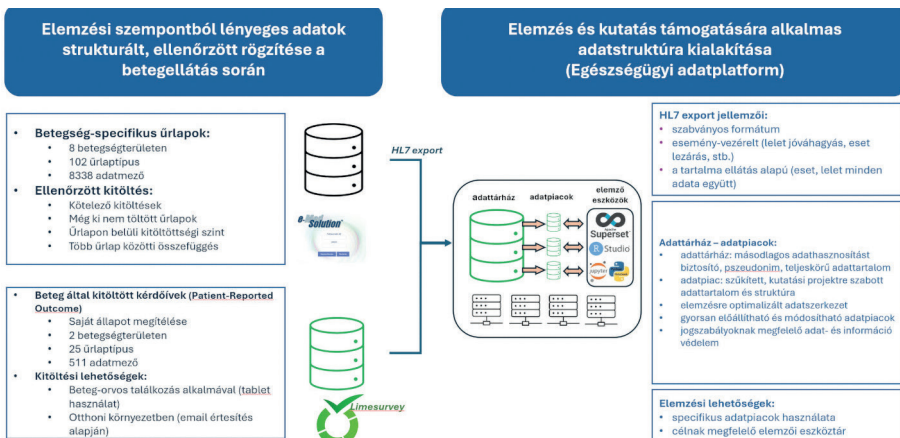 Elemzési szempontból lényeges adatok
strukturált, ellenőrzött rögzítése a
betegellátás során
Elemzés és kutatás támogatására alkalmas
adatstruktúra kialakítása
(Egészségügyi adatplatform)
• Betegség-specifikus űrlapok:
• 8 betegségterületen
• 102 űrlaptípus
• 8338 adatmező
• Ellenőrzött kitöltés:
• Kötelező kitöltések
• Még ki nem töltött űrlapok
• Űrlapon belüli kitöltöttségi szint
• Több űrlap közötti összefüggés
• Beteg által kitöltött kérdőívek (Patient-Reported
Outcome)
• Saját állapot megítélése
• 2 betegségterületen
• 25 űrlaptípus
• 511 adatmező
• Kitöltési lehetőségek:
• Beteg-orvos találkozás alkalmával (tablet
használat)
• Otthoni környezetben (email értesítés
alapján)
e-MedSolution
Limesurvey
HL7 export
adattárház
adatpiacok
elemző
eszközök
Superset
R Studio
jupyter
HL7 export jellemzői:
• szabványos formátum
• esemény-vezérelt (lelet jóváhagyás, eset
lezárás, stb.)
• a tartalma ellátás alapú (eset, lelet minden
adata együtt)
Adattárház – adatpiacok:
• adattárház: másodlagos adathasznosítást
biztosító, pszeudonim, teljeskörű adattartalom
• adatpiac: szűkített, kutatási projektre szabott
adattartalom és struktúra
• elemzésre optimalizált adatszerkezet
• gyorsan előállítható és módosítható adatpiacok
• jogszabályoknak megfelelő adat- és információ
védelem
Elemzési lehetőségek:
• specifikus adatpiacok használata
• célnak megfelelő elemzői eszköztár